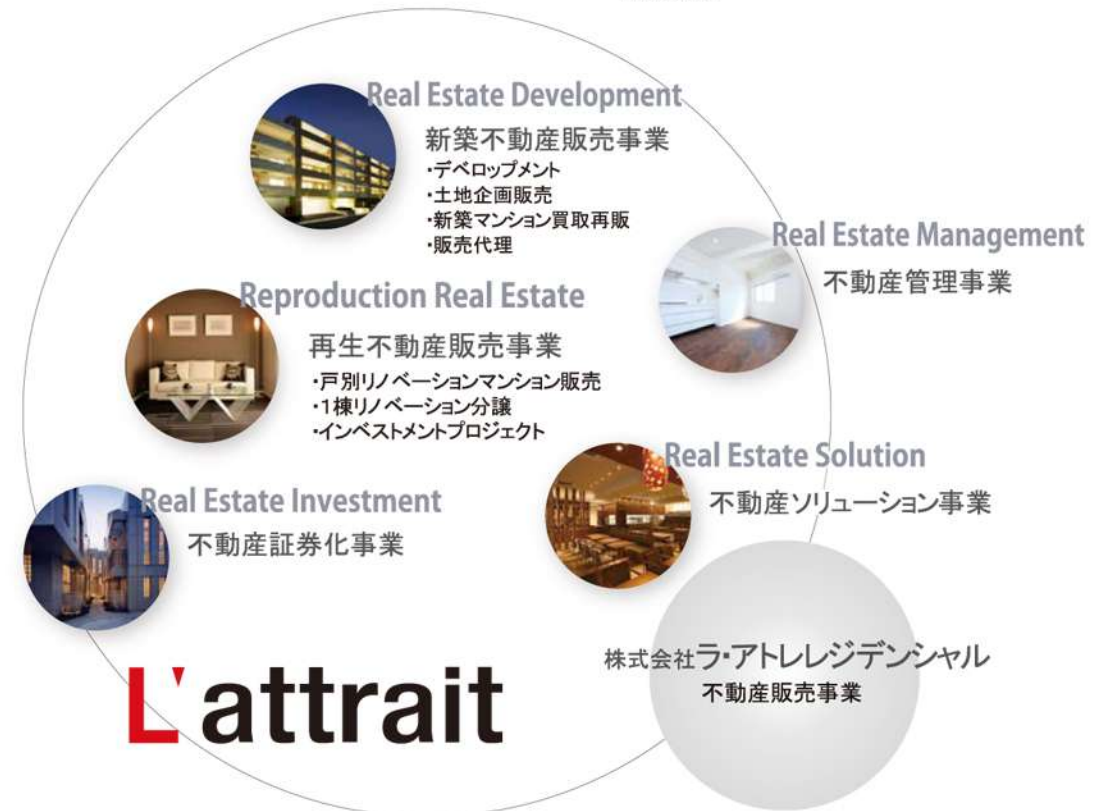 Real Estate Development
新築不動産販売事業
・デベロップメント
・土地企画販売
・新築マンション買取再販
・販売代理
Real Estate Management
不動産管理事業
Reproduction Real Estate
再生不動産販売事業
・戸別リノベーションマンション販売
・1棟リノベーション分譲
・インベストメントプロジェクト
Real Estate Solution
不動産ソリューション事業
Real Estate Investment
不動産証券化事業
株式会社ラ・アトレレジデンシャル
不動産販売事業
L'attrait